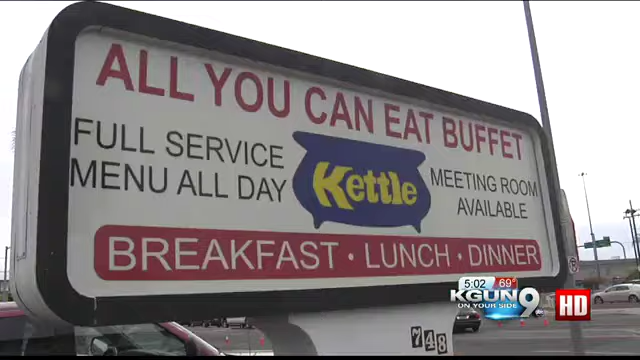 ALL YOU CAN EAT BUFFET
FULL SERVICE
MENU ALL DAY
Kettle
MEETING ROOM
AVAILABLE
BREAKFAST · LUNCH · DINNER
748
5:02 69°
KGUN 9
ON YOUR SIDE
HD